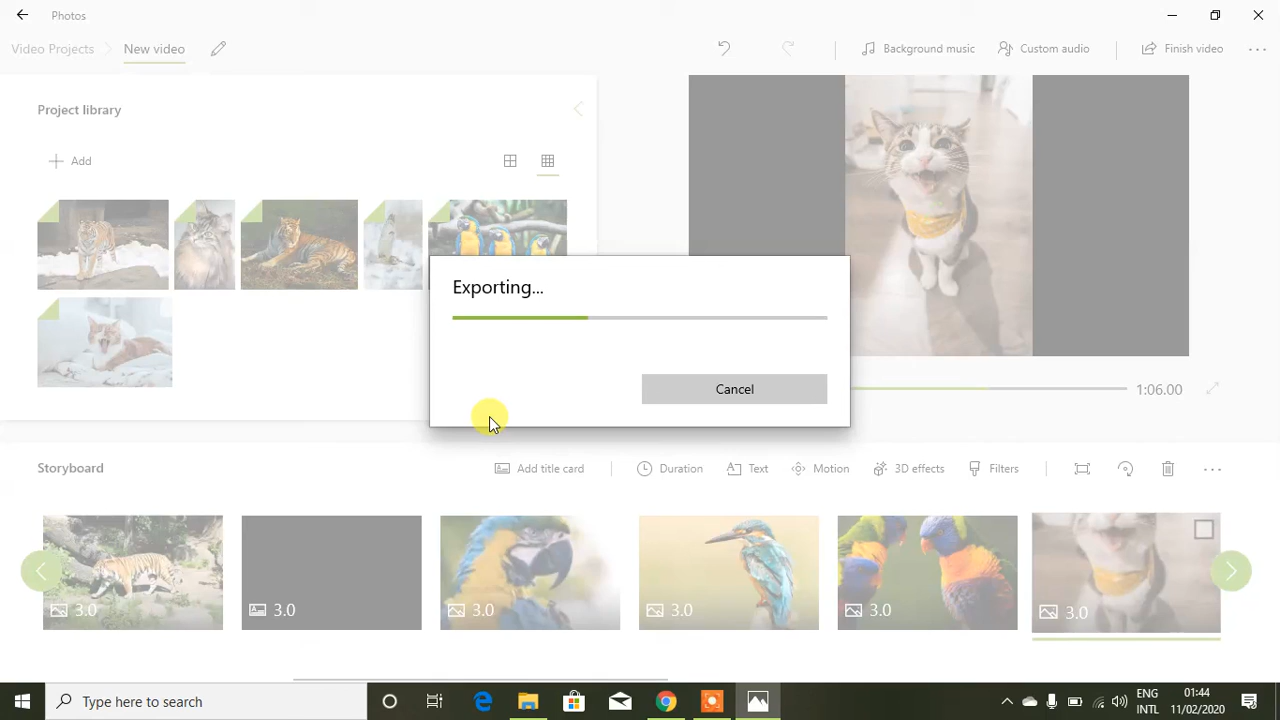 Photos
Video Projects
New video
Background music
Custom audio
Finish video
Project library
Add
Exporting...
Cancel
1:06.00
Storyboard
Add title card
Duration
Text
Motion
3D effects
Filters
3.0
3.0
3.0
3.0
3.0
3.0
Type here to search
ENG
INTL
01:44
11/02/2020